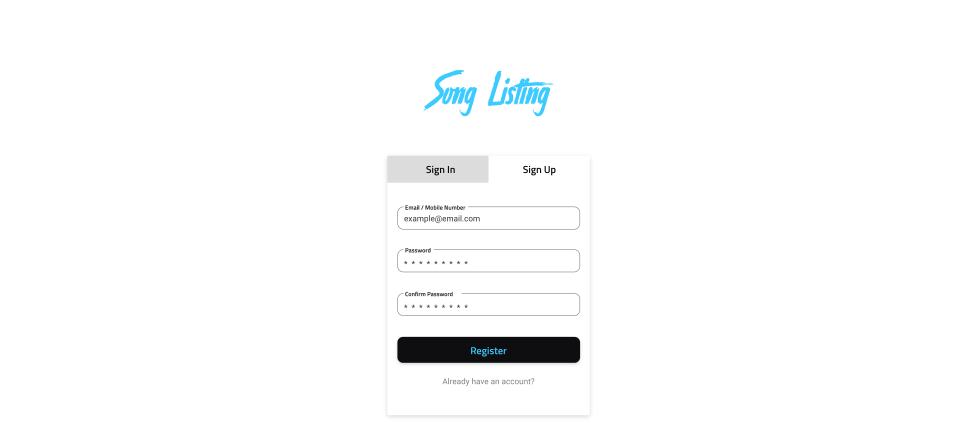 Song Listing
Sign In
Sign Up
Email / Mobile Number
example@email.com
Password
* * * * * * * * *
Confirm Password
* * * * * * * * *
Register
Already have an account?